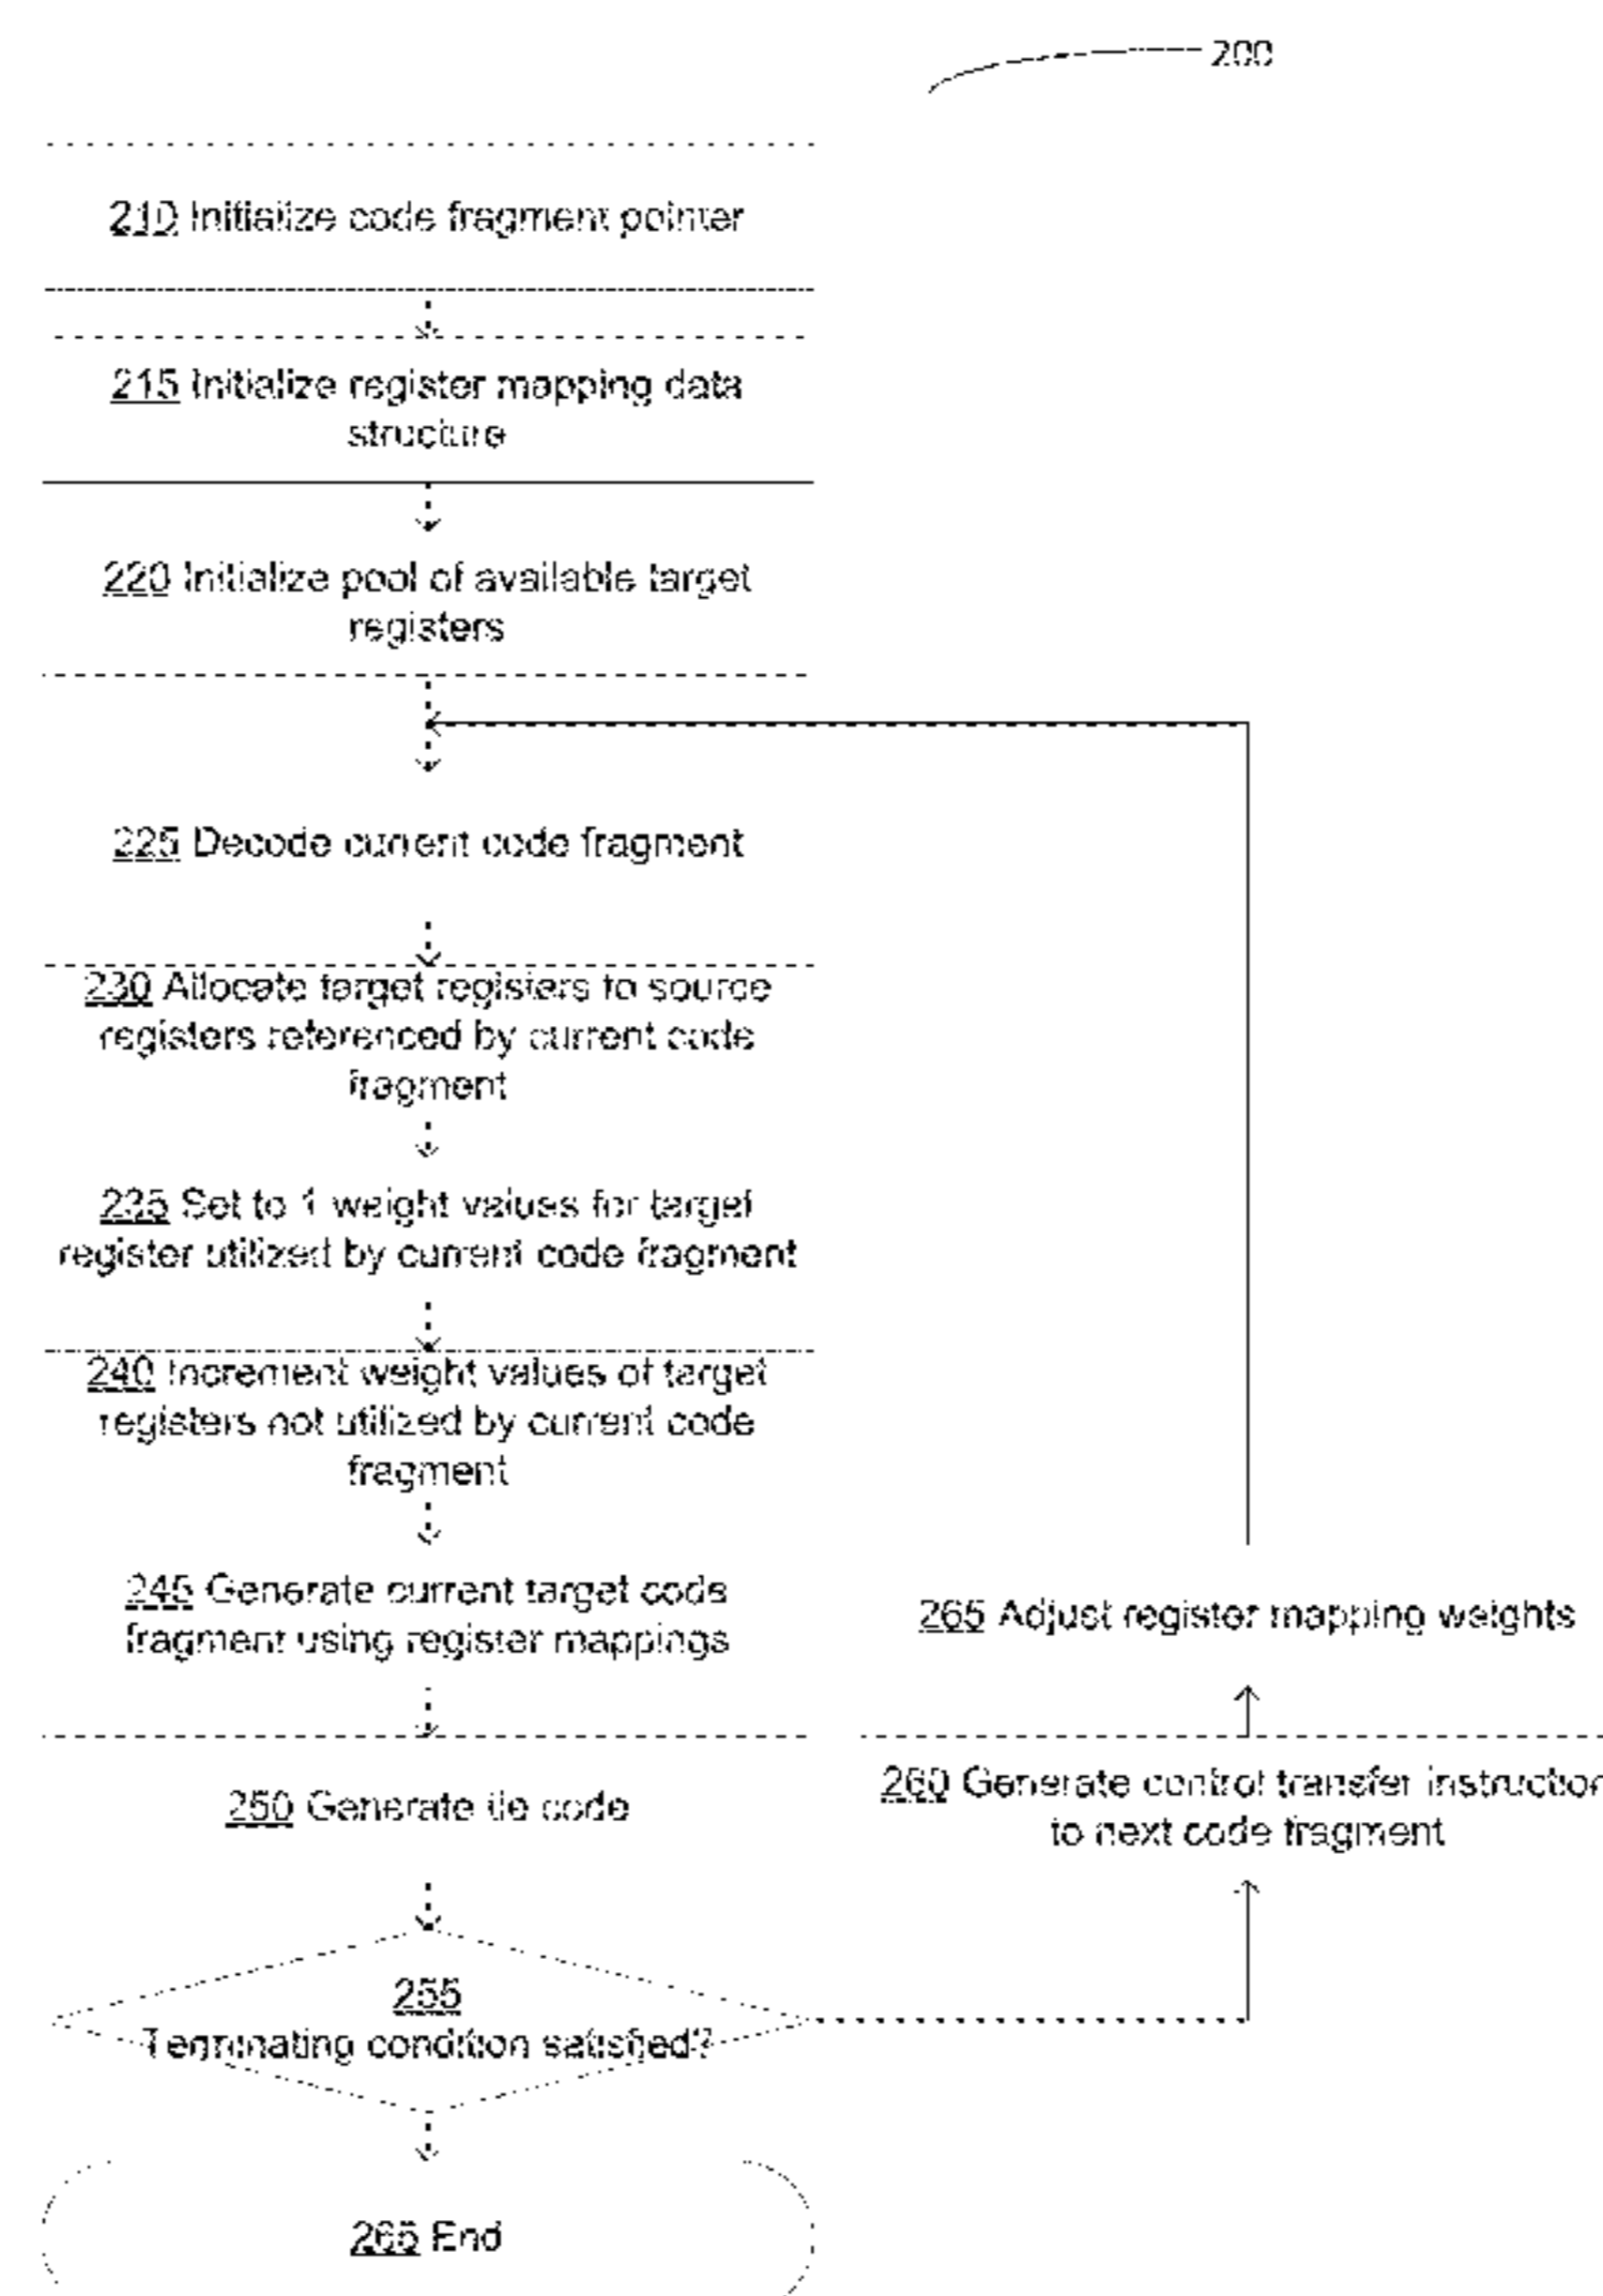 200
210 Initialize code fragment pointer
215 Initialize register mapping data
structure
220 Initialize pool of available target
registers
225 Decode current code fragment
230 Allocate target registers to source
registers referenced by current code
fragment
235 Set to 1 weight values for target
register utilized by current code fragment
240 Increment weight values of target
registers not utilized by current code
fragment
245 Generate current target code
fragment using register mappings
265 Adjust register mapping weights
250 Generate tie code
260 Generate control transfer instruction
to next code fragment
255
Terminating condition satisfied?
265 End